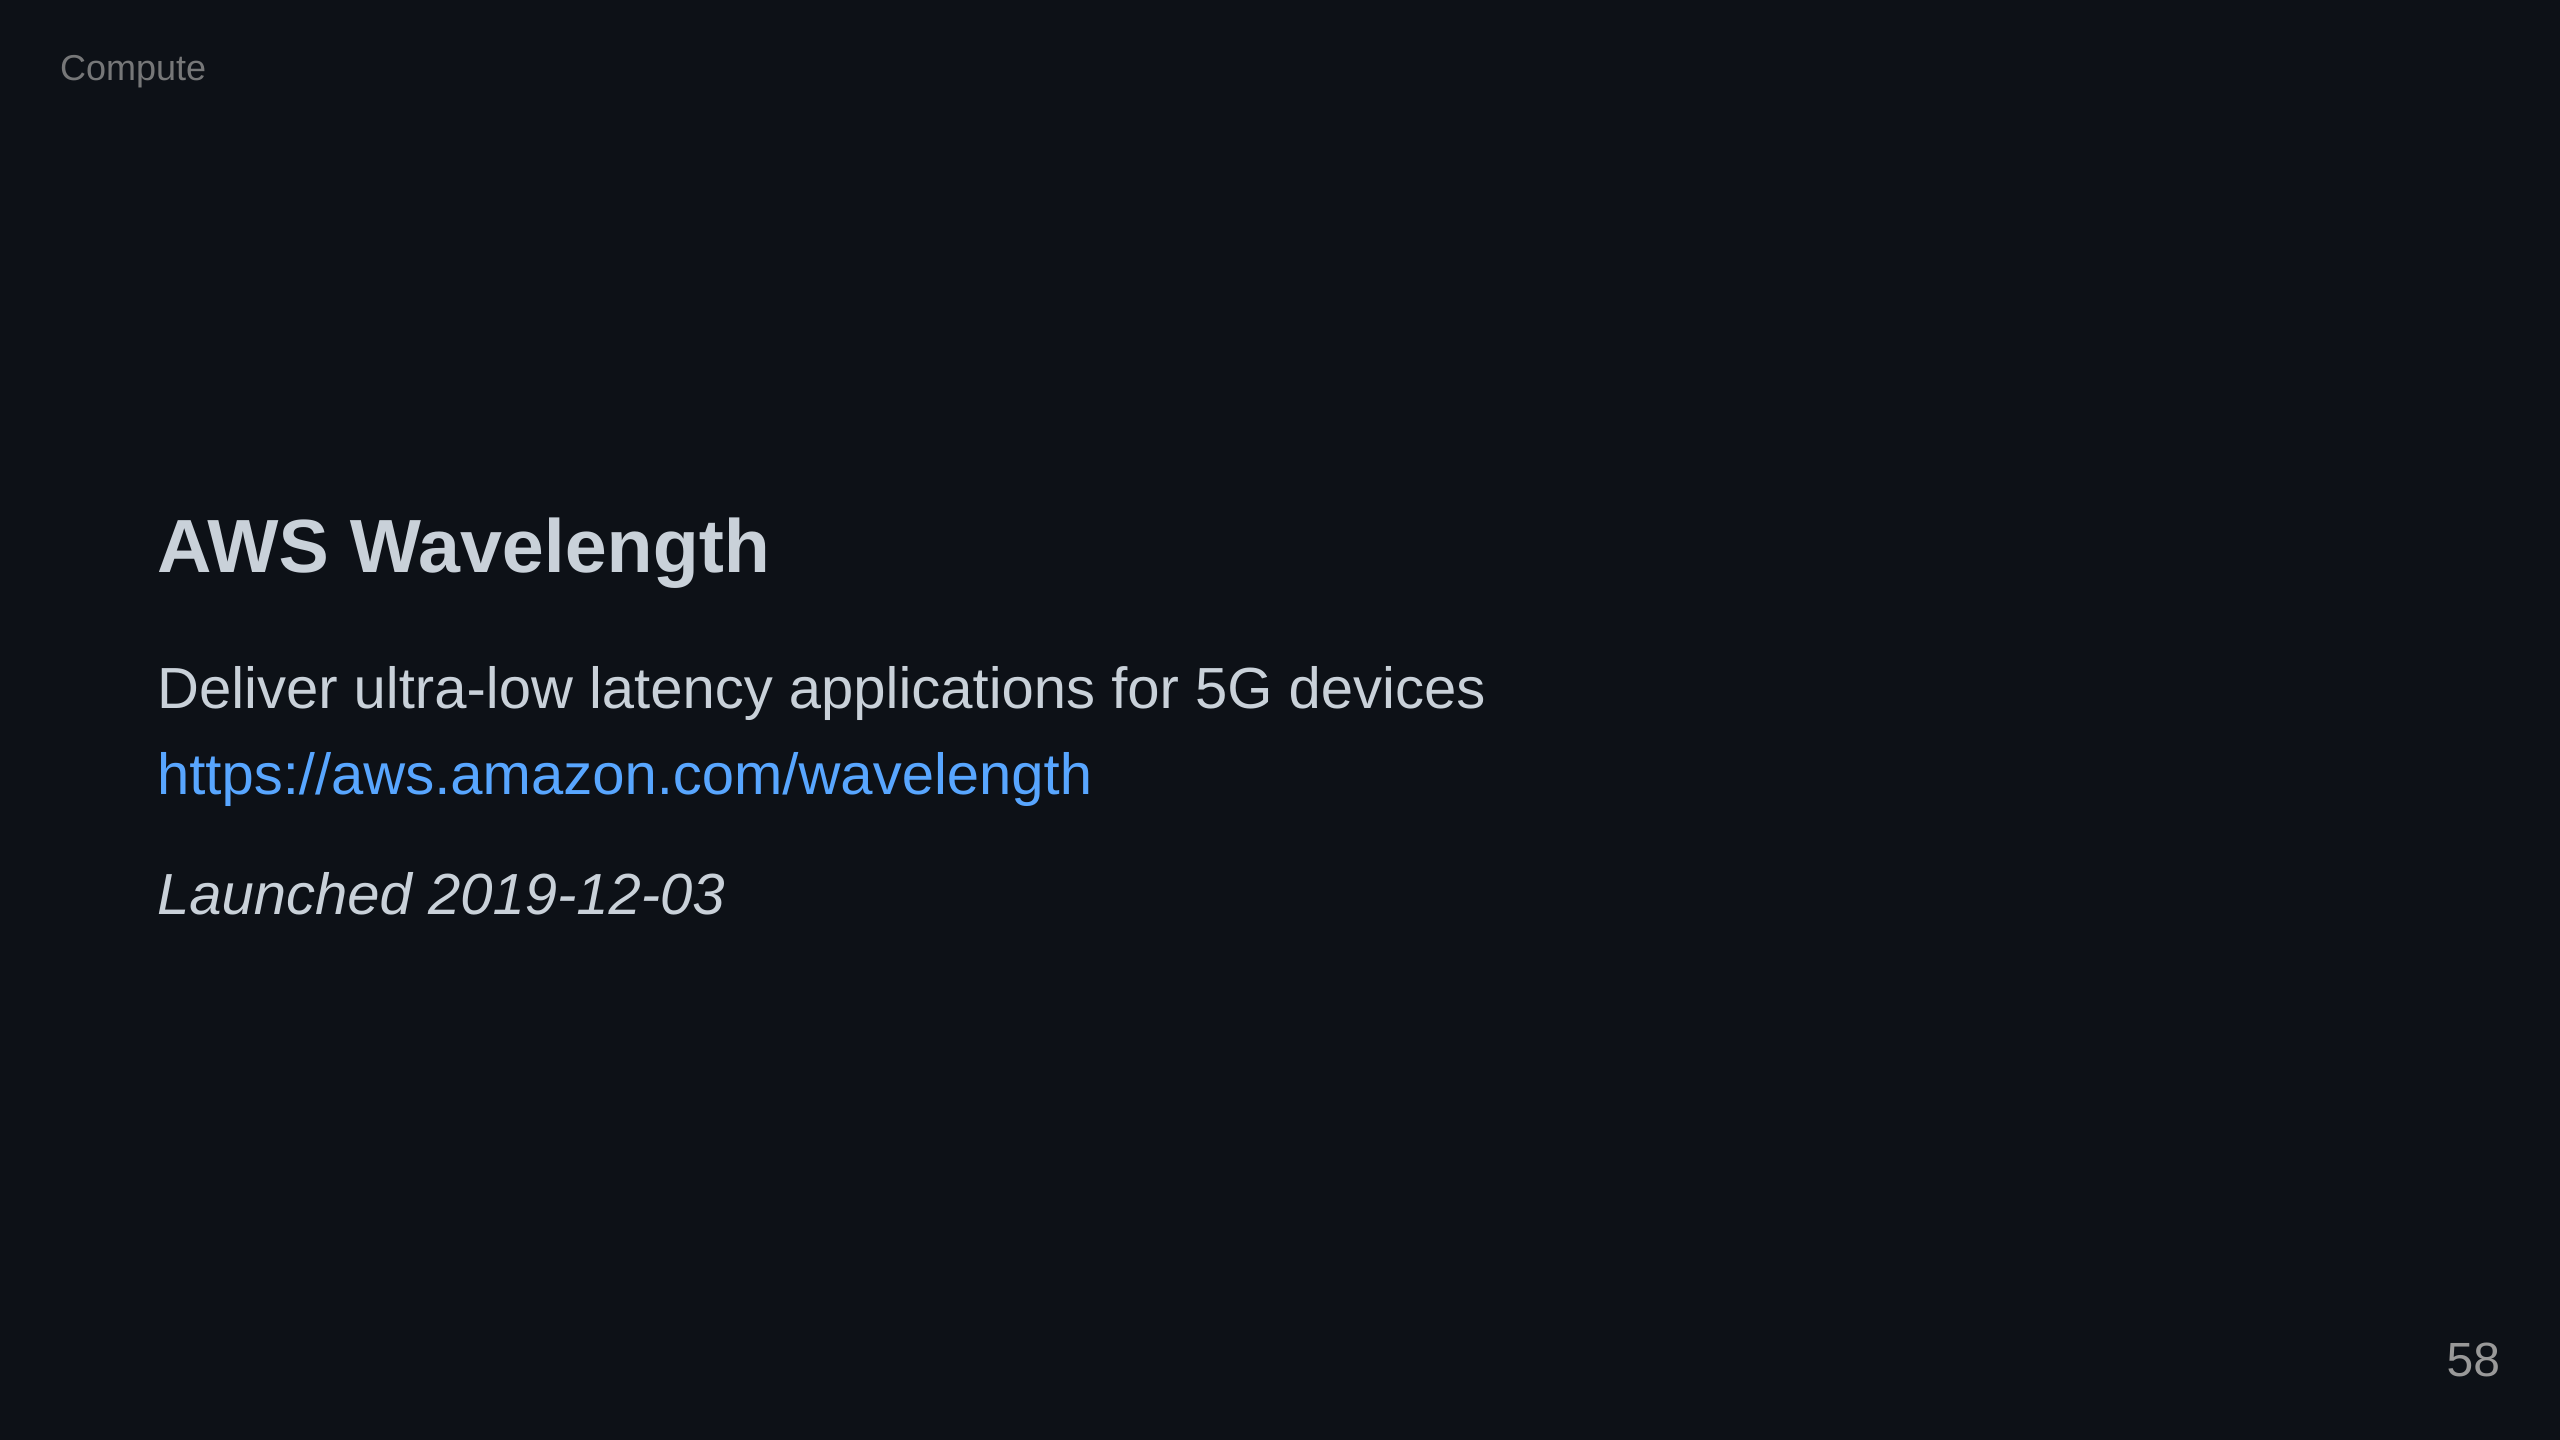 Compute
AWS Wavelength
Deliver ultra-low latency applications for 5G devices
https://aws.amazon.com/wavelength
Launched 2019-12-03
58